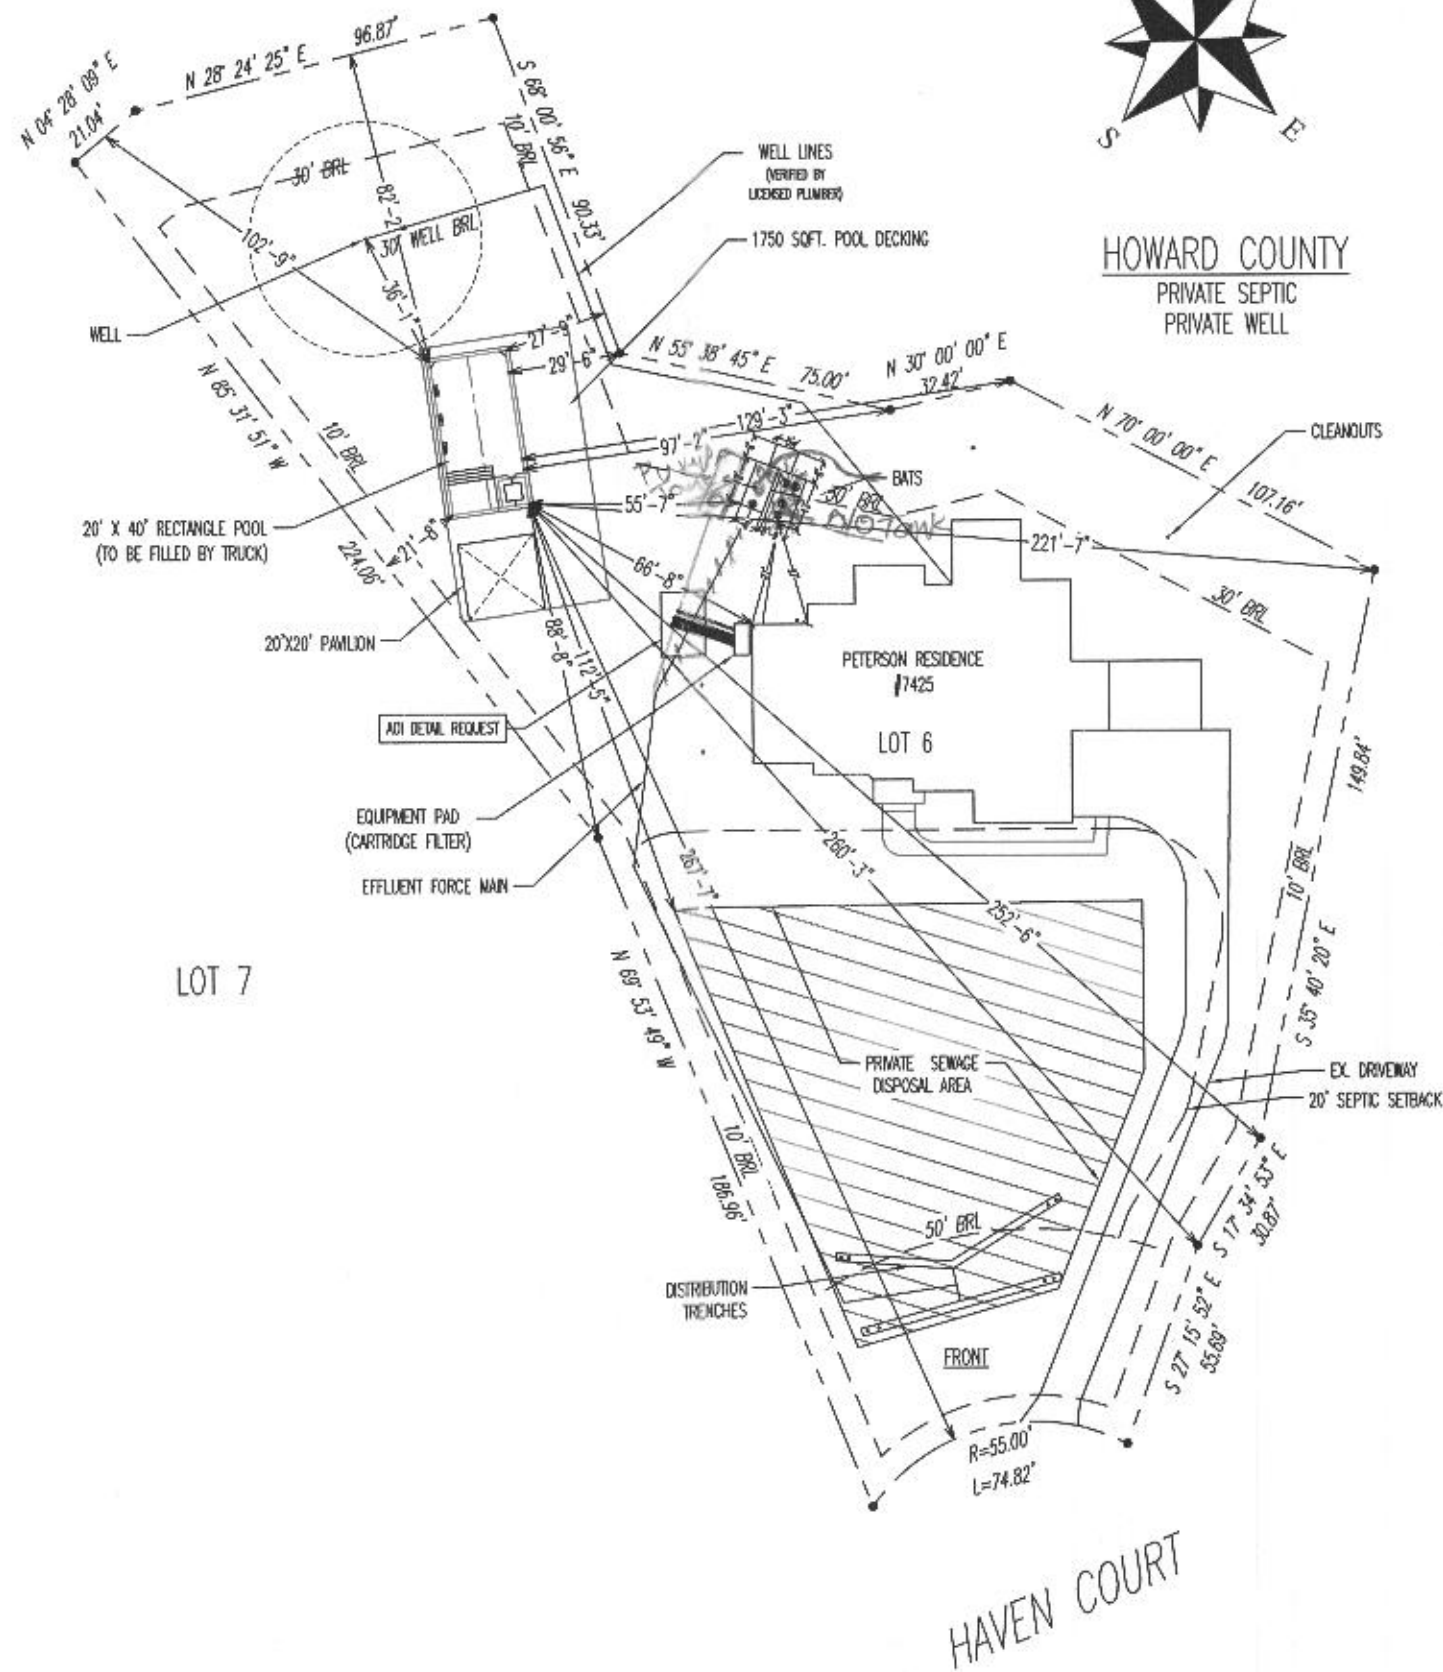 96.87'
N 28° 24' 25" E
N 04° 28' 09" E
21.04'
S 68° 00' 56" E
90.33'
10' BRL
30' BRL
S
E
WELL LINES
(VERIFIED BY
LICENSED PLUMBER)
1750 SQFT. POOL DECKING
HOWARD COUNTY
PRIVATE SEPTIC
PRIVATE WELL
82'-2"
30' WELL BRL
102'-9"
36'-1"
WELL
27'-9"
29'-6"
N 55° 38' 45" E
75.00'
N 30° 00' 00" E
32.42'
N 85° 31' 51" W
224.06'
10' BRL
129'-3"
97'-2"
N 70° 00' 00" E
107.16'
CLEANOUTS
Pump
Tank
BATS
30' BRL
55'-7"
No Tank
221'-7"
20' X 40' RECTANGLE POOL
(TO BE FILLED BY TRUCK)
21'-8"
66'-8"
30' BRL
20'X20' PAVILION
88'-8"
112'-5"
PETERSON RESIDENCE
17425
LOT 6
AOI DETAIL REQUEST
149.84'
EQUIPMENT PAD
(CARTRIDGE FILTER)
EFFLUENT FORCE MAIN
267'-7"
260'-3"
252'-6"
10' BRL
S 35° 40' 20" E
LOT 7
N 69° 53' 49" W
186.96'
PRIVATE SEWAGE
DISPOSAL AREA
EX. DRIVEWAY
20' SEPTIC SETBACK
10' BRL
50' BRL
S 17° 34' 53" E
30.87'
DISTRIBUTION
TRENCHES
S 27° 15' 52" E
55.69'
FRONT
R=55.00'
L=74.82'
HAVEN COURT